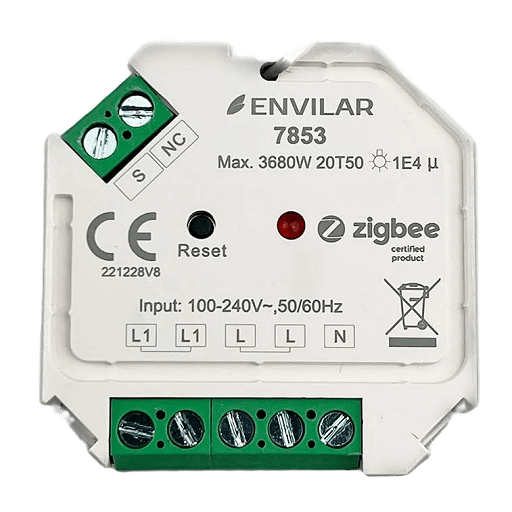 ENVILAR
7853
Max. 3680W 20T50 1E4 µ
S NC
CE
221228V8
Reset
zigbee
certified
product
Input: 100-240V~,50/60Hz
L1 L1 L L N